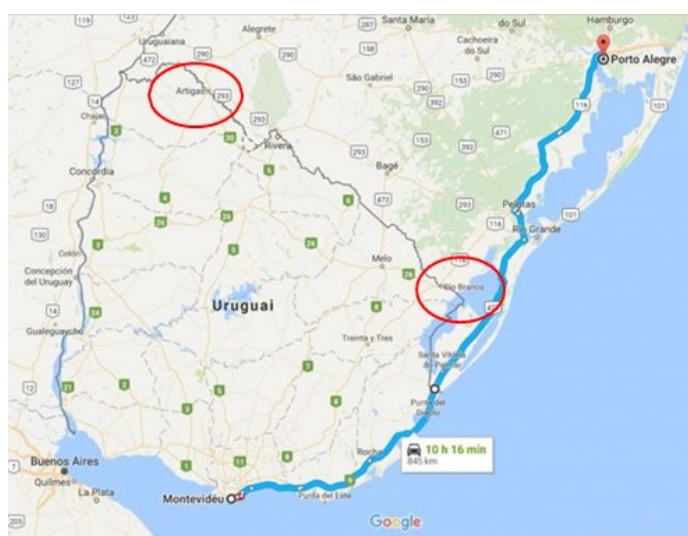 Santa Maria
do Sul
Hamburgo
Alegrete
Cachoeira
do Sul
Uruguaiana
Porto Alegre
São Gabriel
Artigas
Rivera
Bagé
Concordia
Pelotas
Rio Grande
Colón
Melo
Concepción
del Uruguay
Rio Branco
Uruguai
Gualeguaychú
Treinta y Tres
Santa Vitória
do Palmar
Punta del
Diablo
10 h 16 min
845 km
Rocha
Buenos Aires
Quilmes
La Plata
Montevidéu
Punta del Este
Google